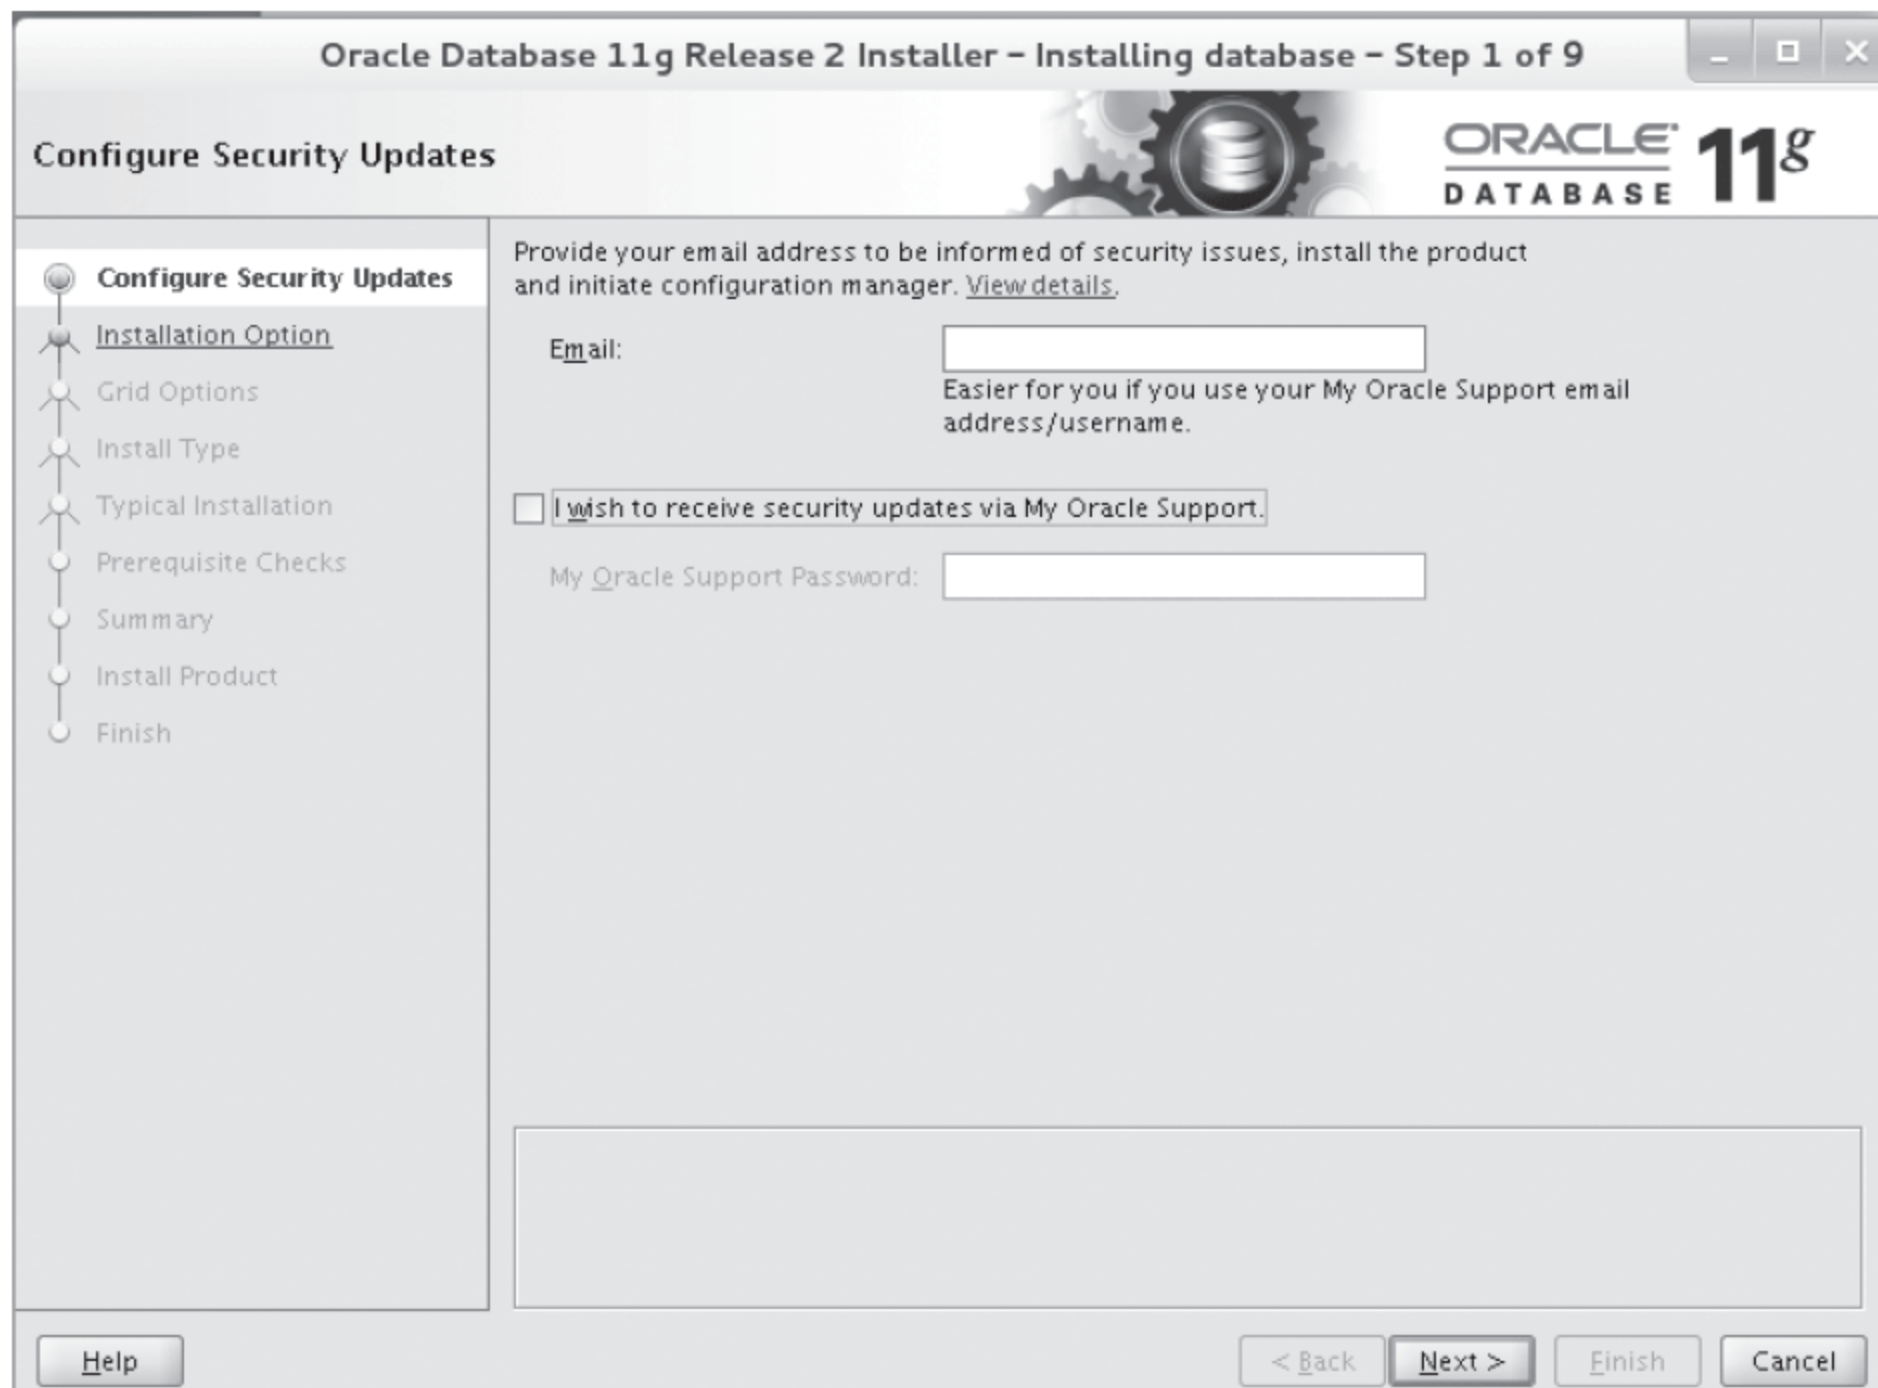 Oracle Database 11g Release 2 Installer – Installing database – Step 1 of 9
Configure Security Updates
ORACLE
DATABASE
11g
Configure Security Updates
Installation Option
Grid Options
Install Type
Typical Installation
Prerequisite Checks
Summary
Install Product
Finish
Provide your email address to be informed of security issues, install the product
and initiate configuration manager. View details.
Email:
Easier for you if you use your My Oracle Support email
address/username.
I wish to receive security updates via My Oracle Support.
My Oracle Support Password:
Help
< Back
Next >
Finish
Cancel